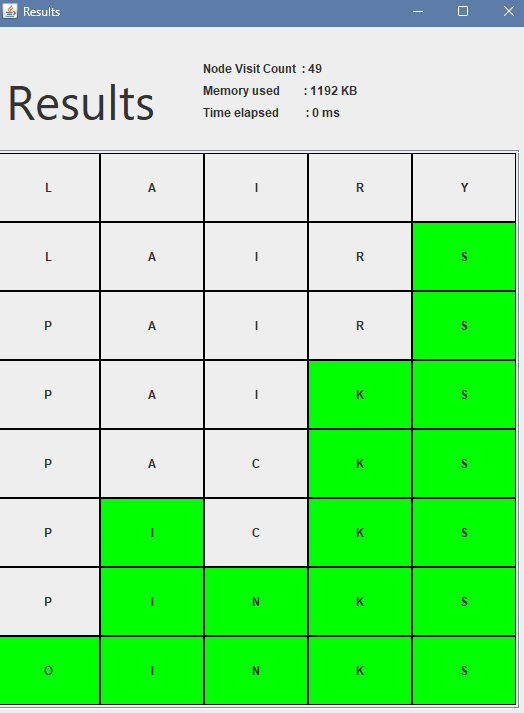 Results
Node Visit Count : 49
Results
Memory used : 1192 KB
Time elapsed : 0 ms
L A I R Y
L A I R S
P A I R S
P A I K S
P A C K S
P I C K S
P I N K S
O I N K S